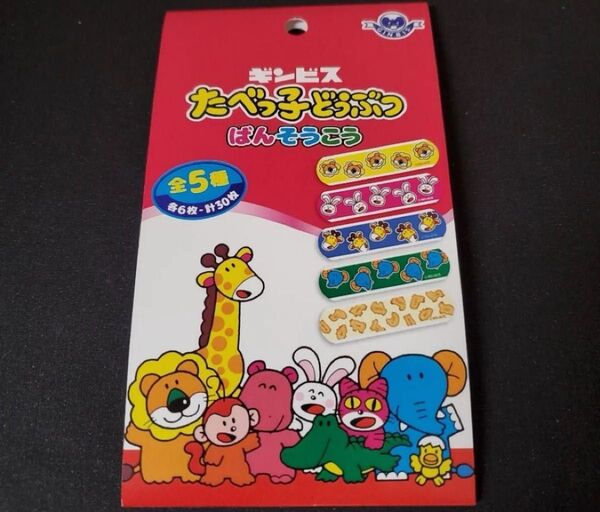 GINBIS
ギンビス
たべっ子どうぶつ
ばんそうこう
全5種
各6枚・計30枚